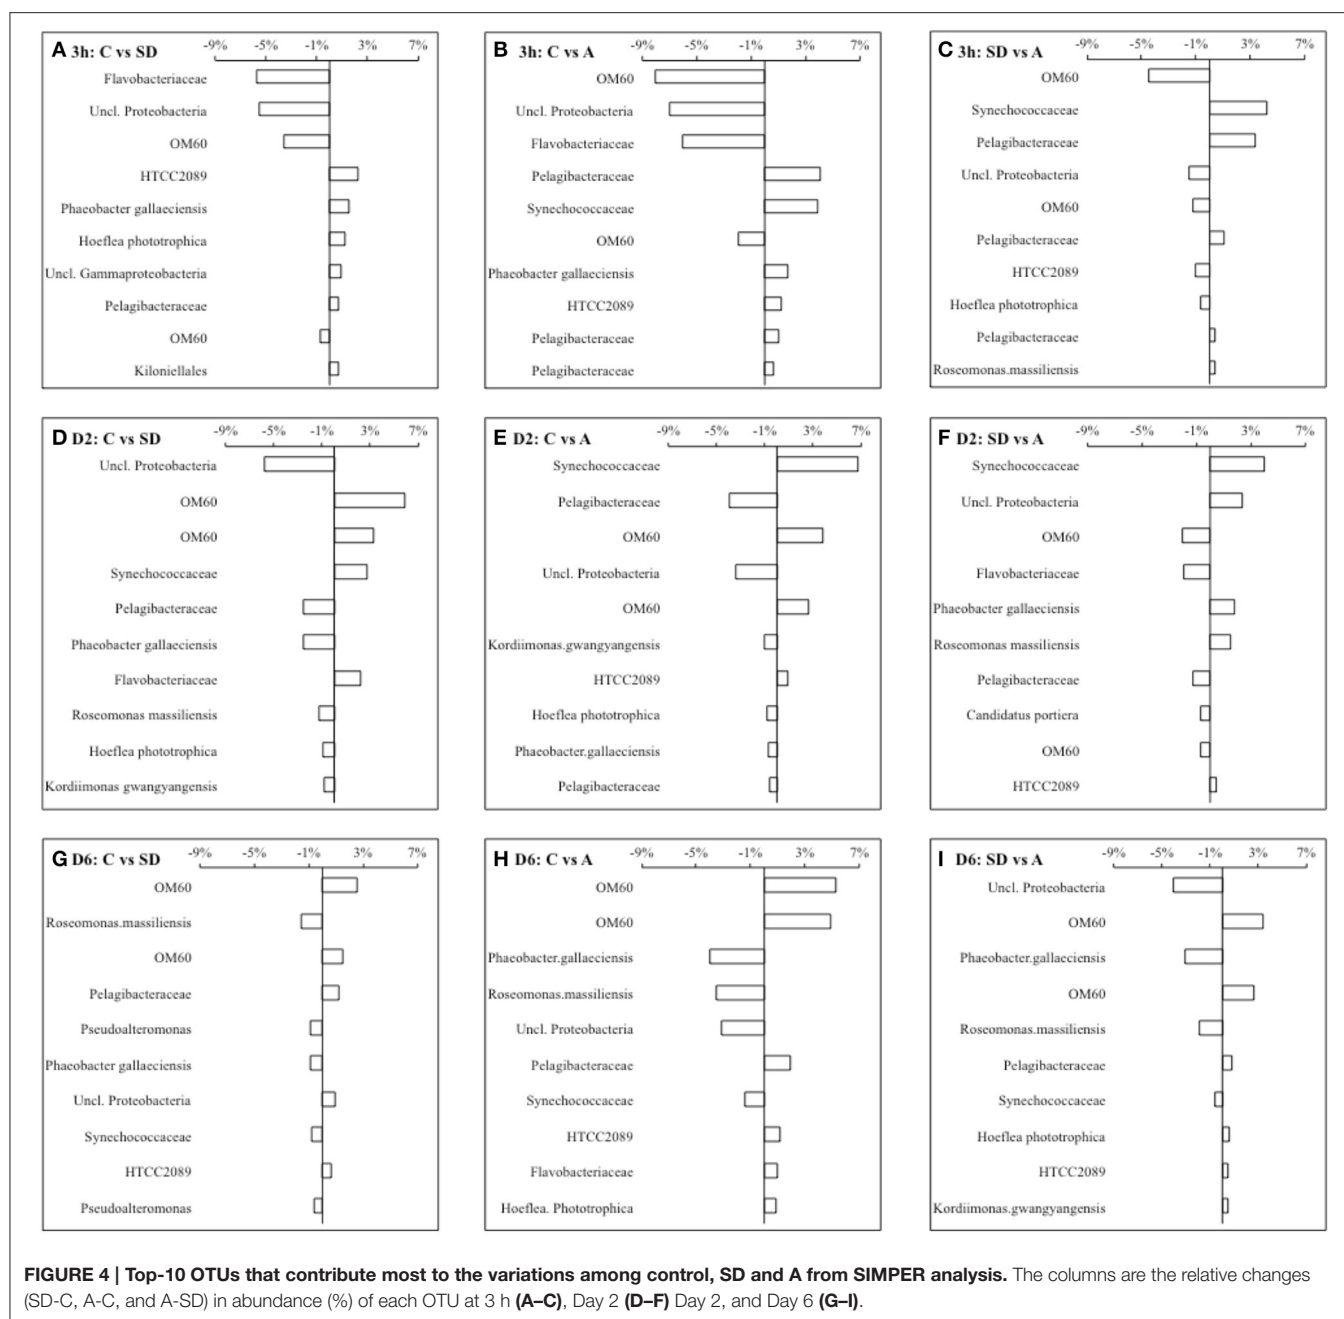 A 3h: C vs SD
-9% -5% -1% 3% 7%
Flavobacteriaceae
Uncl. Proteobacteria
OM60
HTCC2089
Phaeobacter gallaeciensis
Hoeflea phototrophica
Uncl. Gammaproteobacteria
Pelagibacteraceae
OM60
Kiloniellales
B 3h: C vs A
-9% -5% -1% 3% 7%
OM60
Uncl. Proteobacteria
Flavobacteriaceae
Pelagibacteraceae
Synechococcaceae
OM60
Phaeobacter gallaeciensis
HTCC2089
Pelagibacteraceae
Pelagibacteraceae
C 3h: SD vs A
-9% -5% -1% 3% 7%
OM60
Synechococcaceae
Pelagibacteraceae
Uncl. Proteobacteria
OM60
Pelagibacteraceae
HTCC2089
Hoeflea phototrophica
Pelagibacteraceae
Roseomonas.massiliensis
D D2: C vs SD
-9% -5% -1% 3% 7%
Uncl. Proteobacteria
OM60
OM60
Synechococcaceae
Pelagibacteraceae
Phaeobacter gallaeciensis
Flavobacteriaceae
Roseomonas massiliensis
Hoeflea phototrophica
Kordiimonas gwangyangensis
E D2: C vs A
-9% -5% -1% 3% 7%
Synechococcaceae
Pelagibacteraceae
OM60
Uncl. Proteobacteria
OM60
Kordiimonas.gwangyangensis
HTCC2089
Hoeflea phototrophica
Phaeobacter.gallaeciensis
Pelagibacteraceae
F D2: SD vs A
-9% -5% -1% 3% 7%
Synechococcaceae
Uncl. Proteobacteria
OM60
Flavobacteriaceae
Phaeobacter gallaeciensis
Roseomonas massiliensis
Pelagibacteraceae
Candidatus portiera
OM60
HTCC2089
G D6: C vs SD
-9% -5% -1% 3% 7%
OM60
Roseomonas.massiliensis
OM60
Pelagibacteraceae
Pseudoalteromonas
Phaeobacter gallaeciensis
Uncl. Proteobacteria
Synechococcaceae
HTCC2089
Pseudoalteromonas
H D6: C vs A
-9% -5% -1% 3% 7%
OM60
OM60
Phaeobacter.gallaeciensis
Roseomonas.massiliensis
Uncl. Proteobacteria
Pelagibacteraceae
Synechococcaceae
HTCC2089
Flavobacteriaceae
Hoeflea. Phototrophica
I D6: SD vs A
-9% -5% -1% 3% 7%
Uncl. Proteobacteria
OM60
Phaeobacter.gallaeciensis
OM60
Roseomonas.massiliensis
Pelagibacteraceae
Synechococcaceae
Hoeflea phototrophica
HTCC2089
Kordiimonas.gwangyangensis
FIGURE 4 | Top-10 OTUs that contribute most to the variations among control, SD and A from SIMPER analysis. The columns are the relative changes
(SD-C, A-C, and A-SD) in abundance (%) of each OTU at 3 h (A–C), Day 2 (D–F) Day 2, and Day 6 (G–I).